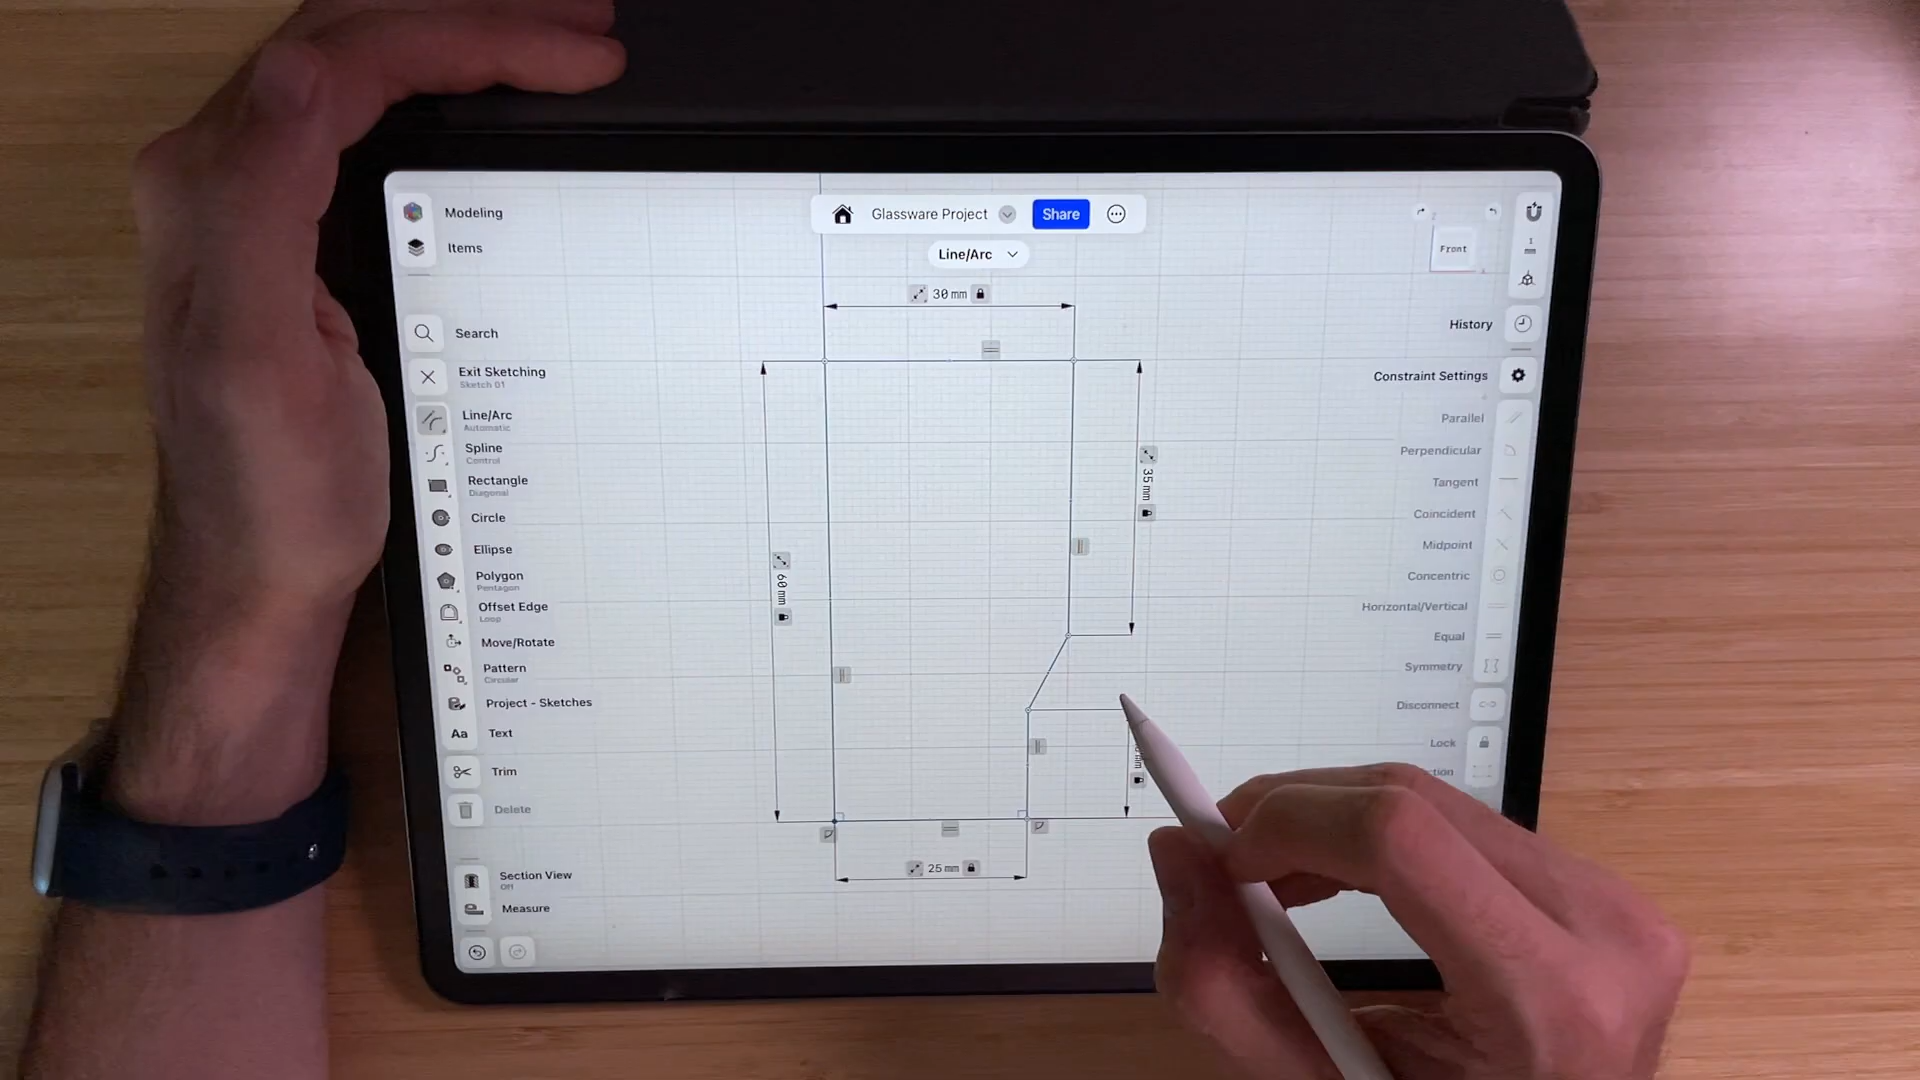 Modeling
Items
Glassware Project
Share
Line/Arc
Front
1
mm
Search
Exit Sketching
Sketch 01
Line/Arc
Automatic
Spline
Control
Rectangle
Diagonal
Circle
Ellipse
Polygon
Pentagon
Offset Edge
Loop
Move/Rotate
Pattern
Circular
Project - Sketches
Aa Text
Trim
Delete
Section View
Off
Measure
30 mm
35 mm
60 mm
25 mm
History
Constraint Settings
Parallel
Perpendicular
Tangent
Coincident
Midpoint
Concentric
Horizontal/Vertical
Equal
Symmetry
Disconnect
Lock